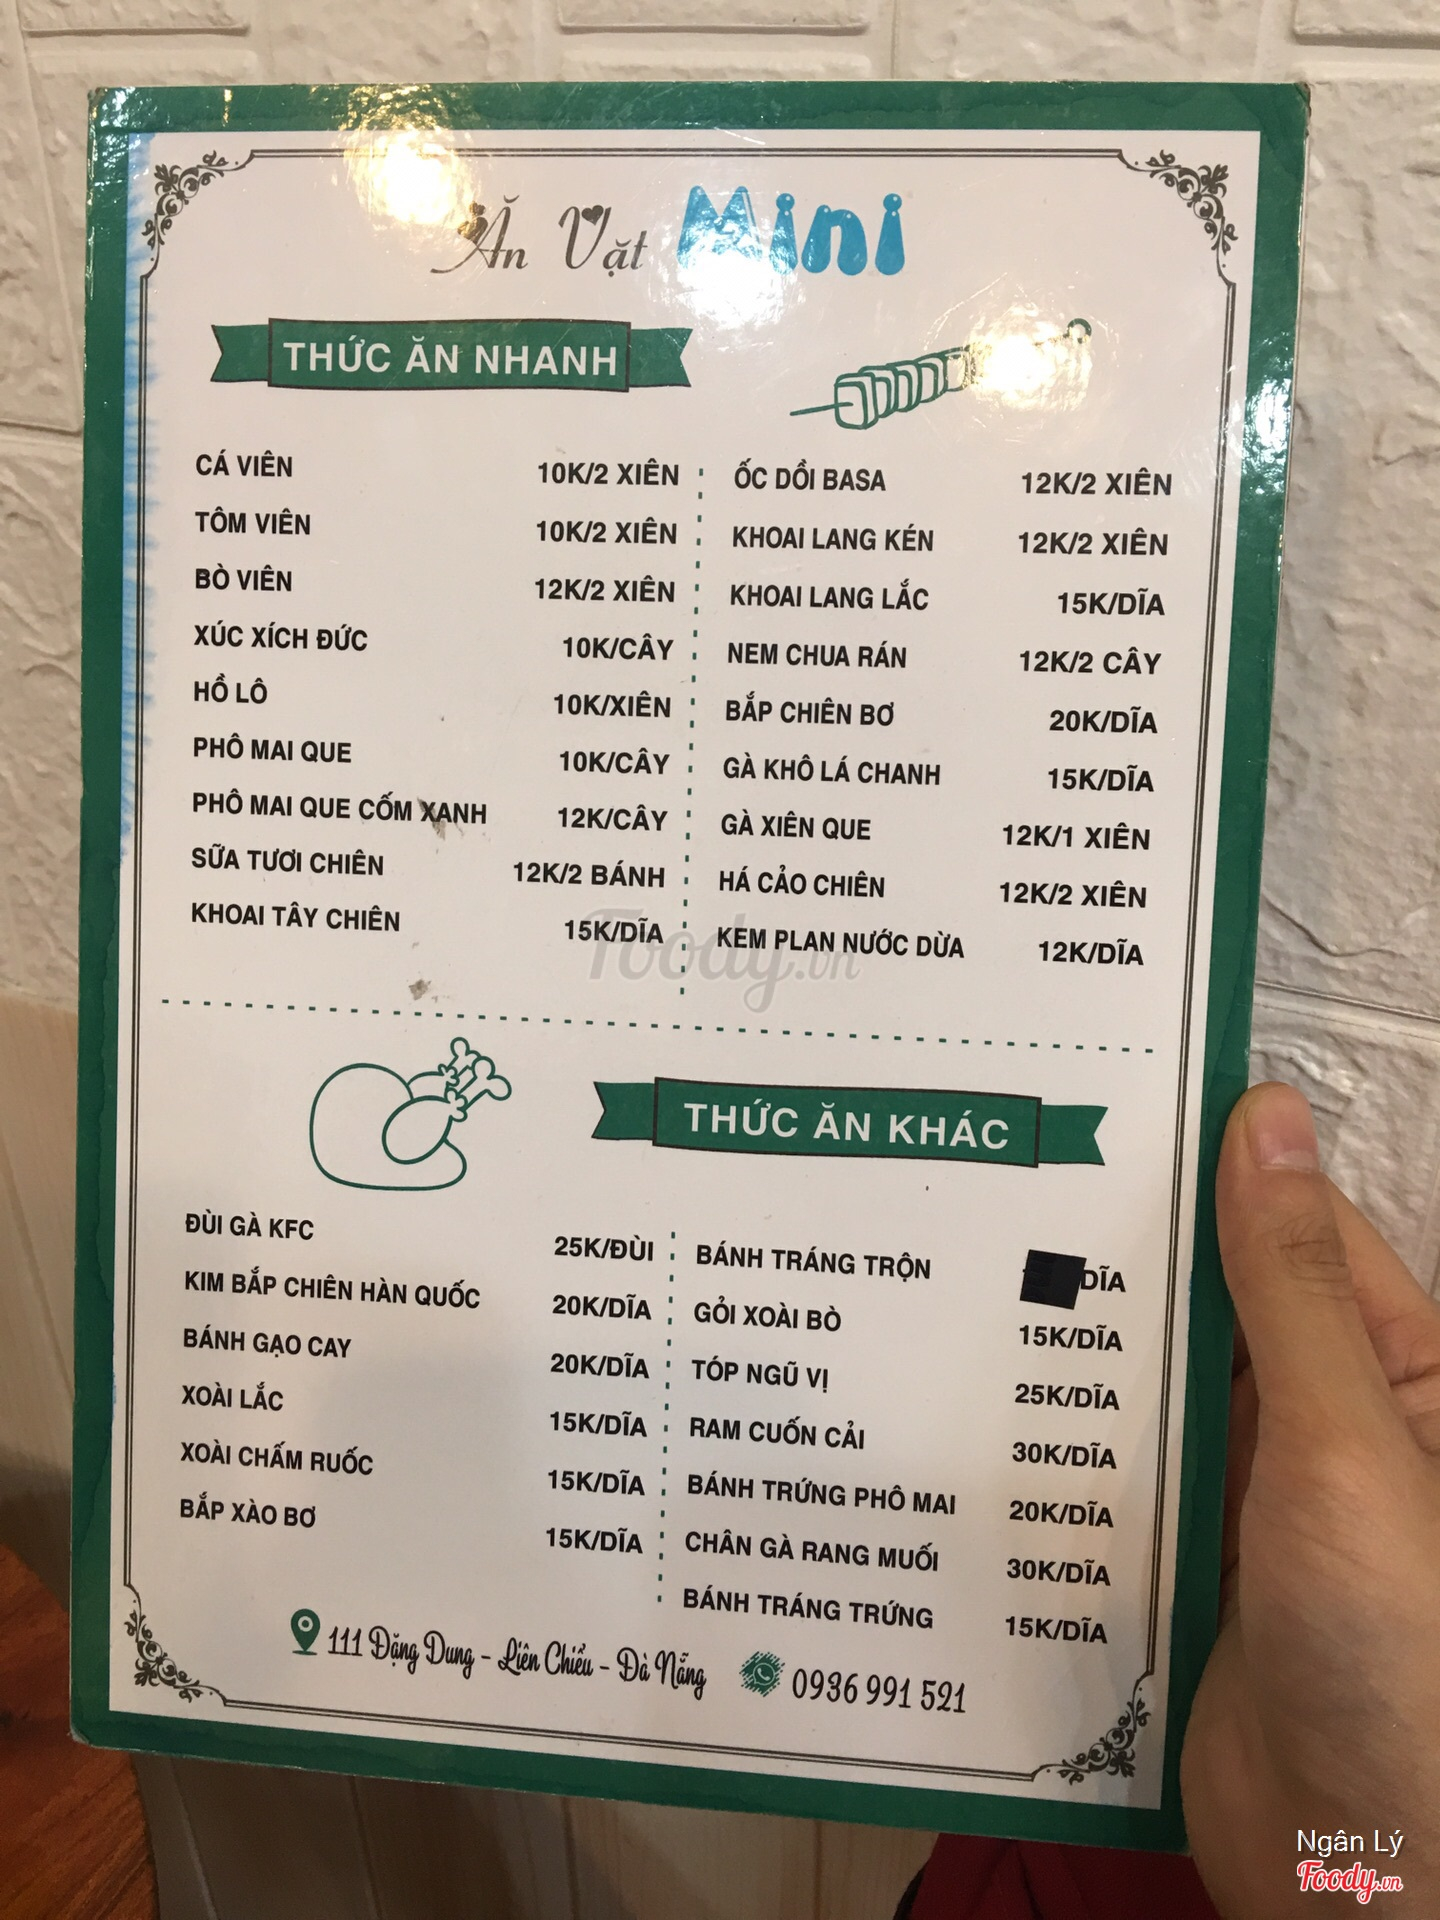 Ăn Vặt Mini
THỨC ĂN NHANH
CÁ VIÊN 10K/2 XIÊN
TÔM VIÊN 10K/2 XIÊN
BÒ VIÊN 12K/2 XIÊN
XÚC XÍCH ĐỨC 10K/CÂY
HỒ LÔ 10K/XIÊN
PHÔ MAI QUE 10K/CÂY
PHÔ MAI QUE CỐM XANH 12K/CÂY
SỮA TƯƠI CHIÊN 12K/2 BÁNH
KHOAI TÂY CHIÊN 15K/DĨA
ỐC DỒI BASA 12K/2 XIÊN
KHOAI LANG KÉN 12K/2 XIÊN
KHOAI LANG LẮC 15K/DĨA
NEM CHUA RÁN 12K/2 CÂY
BẮP CHIÊN BƠ 20K/DĨA
GÀ KHÔ LÁ CHANH 15K/DĨA
GÀ XIÊN QUE 12K/1 XIÊN
HÁ CẢO CHIÊN 12K/2 XIÊN
KEM PLAN NƯỚC DỪA 12K/DĨA
Foody.vn
THỨC ĂN KHÁC
ĐÙI GÀ KFC 25K/ĐÙI
KIM BẮP CHIÊN HÀN QUỐC 20K/DĨA
BÁNH GẠO CAY 20K/DĨA
XOÀI LẮC 15K/DĨA
XOÀI CHẤM RUỐC 15K/DĨA
BẮP XÀO BƠ 15K/DĨA
BÁNH TRÁNG TRỘN DĨA
GỎI XOÀI BÒ 15K/DĨA
TÓP NGŨ VỊ 25K/DĨA
RAM CUỐN CẢI 30K/DĨA
BÁNH TRỨNG PHÔ MAI 20K/DĨA
CHÂN GÀ RANG MUỐI 30K/DĨA
BÁNH TRÁNG TRỨNG 15K/DĨA
111 Đặng Dung - Liên Chiểu - Đà Nẵng 0936 991 521
Ngân Lý
Foody.vn